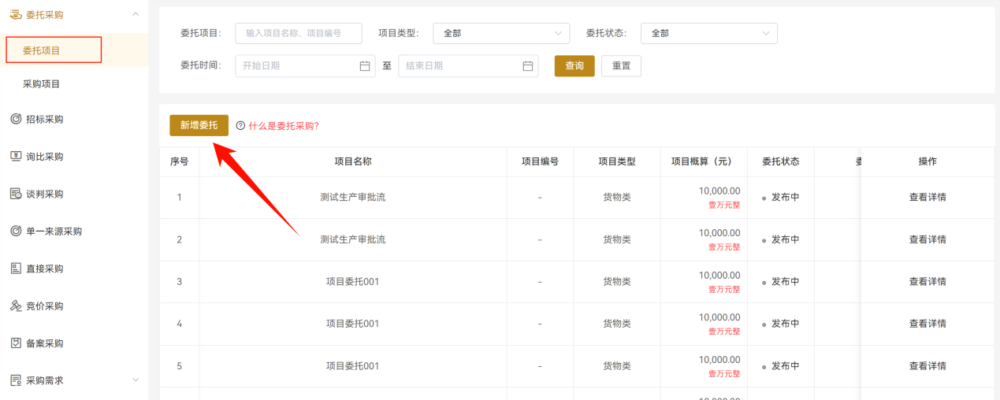 委托采购
委托项目
采购项目
招标采购
询比采购
谈判采购
单一来源采购
直接采购
竞价采购
备案采购
采购需求
委托项目： 输入项目名称、项目编号 项目类型： 全部 委托状态： 全部
委托时间： 开始日期 至 结束日期 查询 重置
新增委托 什么是委托采购?
序号 项目名称 项目编号 项目类型 项目概算（元） 委托状态 操作
1 测试生产审批流 – 货物类 10,000.00 发布中 查看详情
壹万元整
2 测试生产审批流 – 货物类 10,000.00 发布中 查看详情
壹万元整
3 项目委托001 – 货物类 10,000.00 发布中 查看详情
壹万元整
4 项目委托001 – 货物类 10,000.00 发布中 查看详情
壹万元整
5 项目委托001 – 货物类 10,000.00 发布中 查看详情
壹万元整